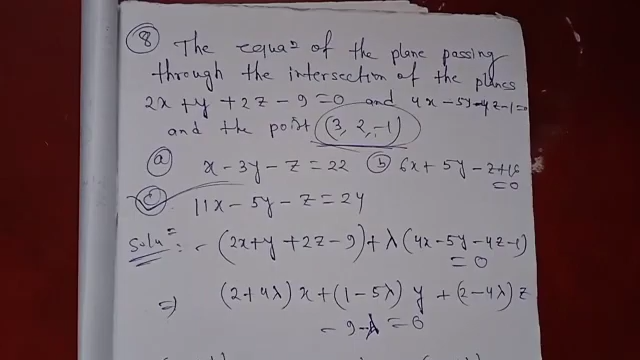 ⑧ The equaⁿ of the plane passing
through the intersection of the planes
2x + y + 2z - 9 = 0 and 4x - 5y - 4z - 1 = 0
and the point (3, 2, -1)
ⓐ x - 3y - z = 22 ⓑ 6x + 5y - z + 18 = 0
ⓒ 11x - 5y - z = 24
Soluⁿ :- (2x + y + 2z - 9) + λ (4x - 5y - 4z - 1) = 0
⇒ (2 + 4λ) x + (1 - 5λ) y + (2 - 4λ) z
- 9 - λ = 0